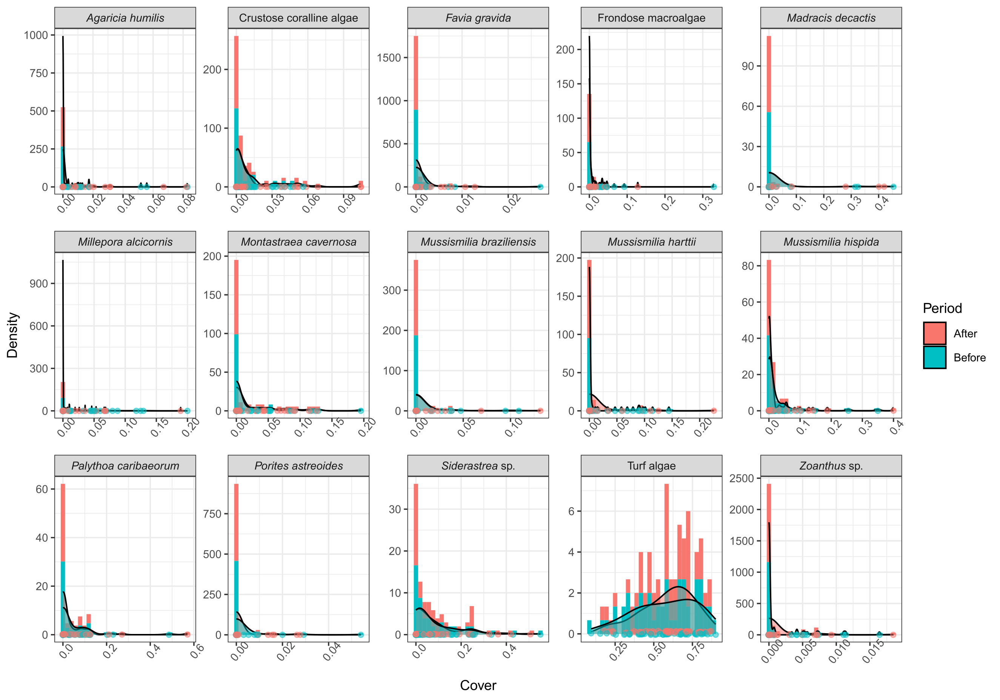 Agaricia humilis
Crustose coralline algae
Favia gravida
Frondose macroalgae
Madracis decactis
1000
750
500
250
0
200
100
0
1500
1000
500
0
200
150
100
50
0
90
60
30
0
0.00 0.02 0.04 0.06 0.08
0.00 0.03 0.06 0.09
0.00 0.01 0.02
0.0 0.1 0.2 0.3
0.0 0.1 0.2 0.3 0.4
Millepora alcicornis
Montastraea cavernosa
Mussismilia braziliensis
Mussismilia harttii
Mussismilia hispida
900
600
300
0
200
150
100
50
0
300
200
100
0
200
150
100
50
0
80
60
40
20
0
0.00 0.05 0.10 0.15 0.20
0.00 0.05 0.10 0.15 0.20
0.00 0.05 0.10
0.00 0.05 0.10 0.15 0.20
0.0 0.1 0.2 0.3 0.4
Palythoa caribaeorum
Porites astreoides
Siderastrea sp.
Turf algae
Zoanthus sp.
60
40
20
0
750
500
250
0
30
20
10
0
6
4
2
0
2500
2000
1500
1000
500
0
0.0 0.2 0.4 0.6
0.00 0.02 0.04
0.0 0.2 0.4
0.25 0.50 0.75
0.000 0.005 0.010 0.015
Density
Cover
Period
After
Before